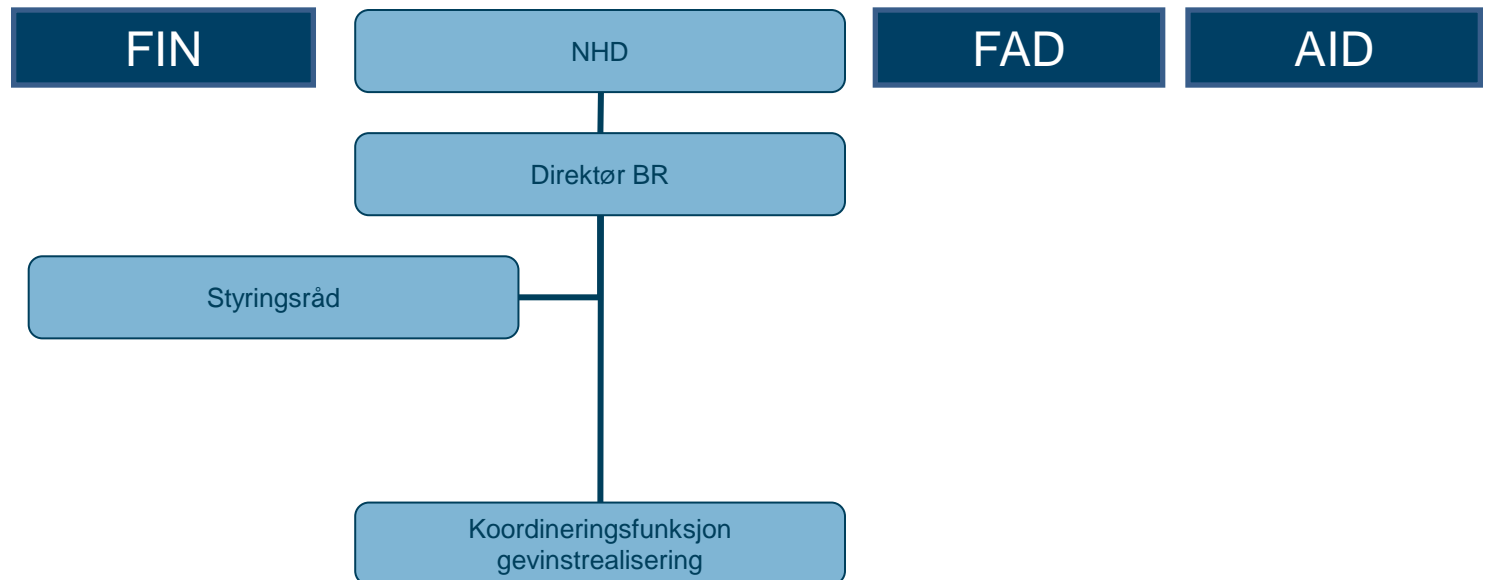 FIN
NHD
FAD
AID
Direktør BR
Styringsråd
Koordineringsfunksjon
gevinstrealisering